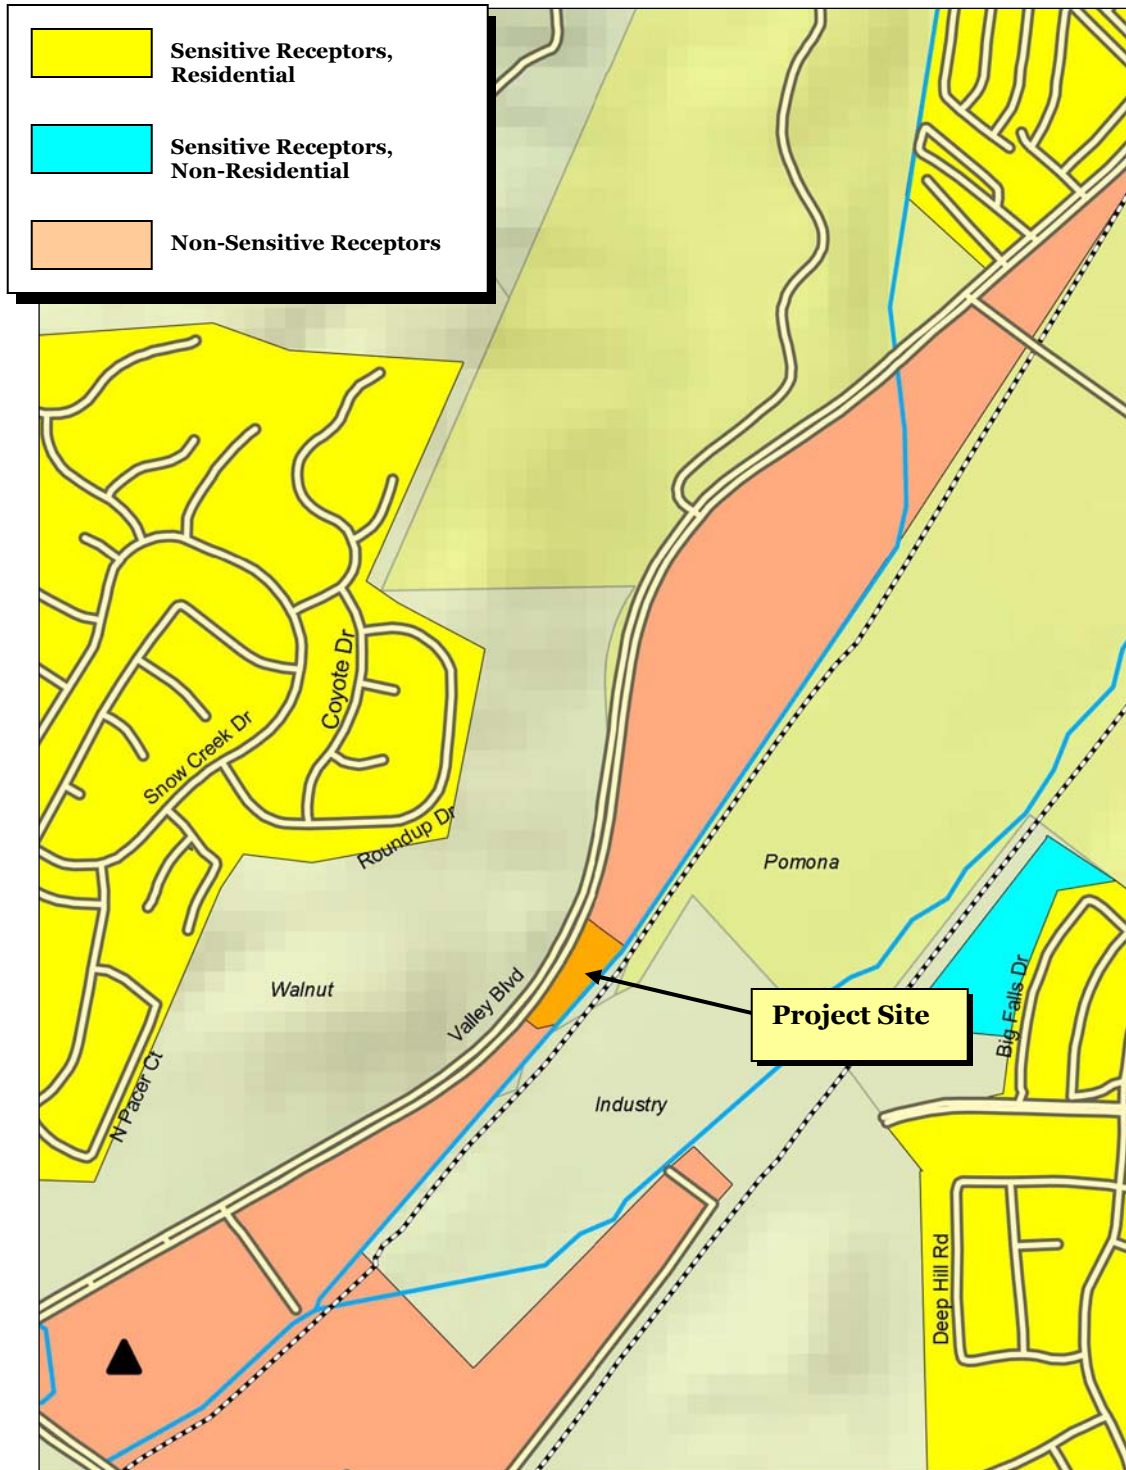 Sensitive Receptors,
Residential
Sensitive Receptors,
Non-Residential
Non-Sensitive Receptors
Coyote Dr
Snow Creek Dr
Roundup Dr
Pomona
Walnut
Valley Blvd
Big Falls Dr
Project Site
N Pacer Ct
Industry
Deep Hill Rd